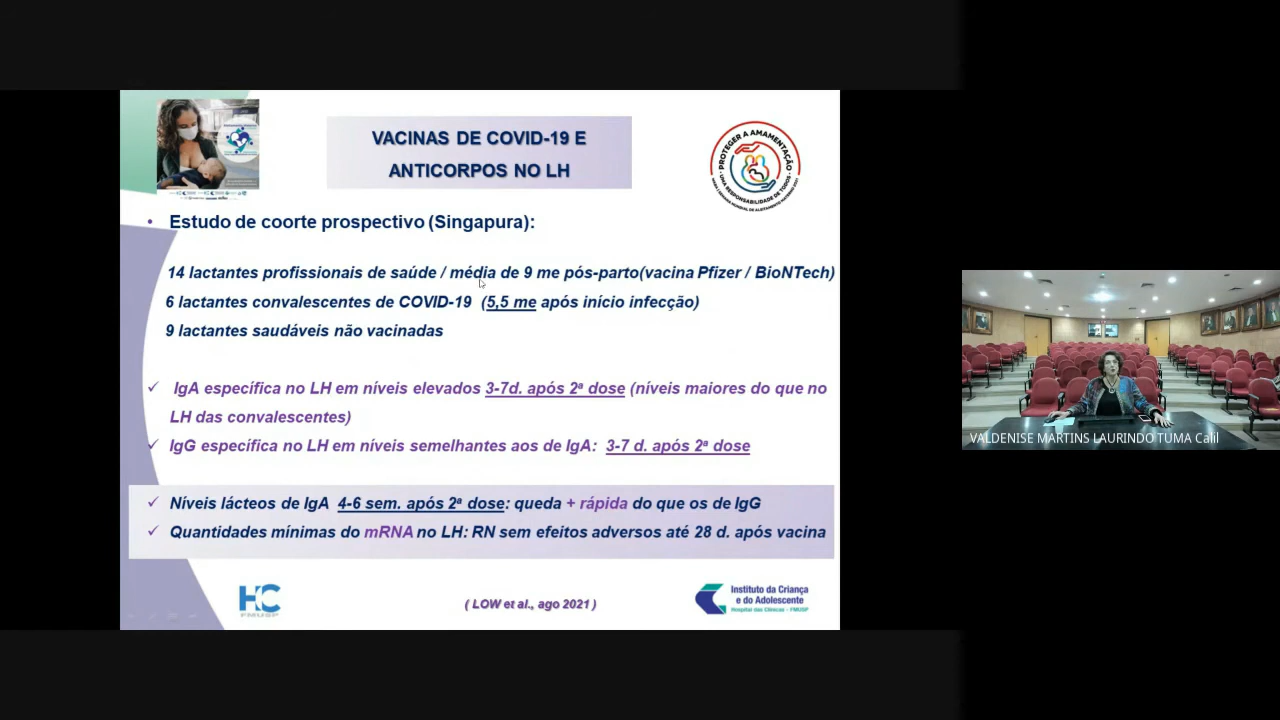 VACINAS DE COVID-19 E
ANTICORPOS NO LH
PROTEGER A AMAMENTAÇÃO
UMA RESPONSABILIDADE DE TODOS
• Estudo de coorte prospectivo (Singapura):
14 lactantes profissionais de saúde / média de 9 me pós-parto(vacina Pfizer / BioNTech)
6 lactantes convalescentes de COVID-19 (5,5 me após início infecção)
9 lactantes saudáveis não vacinadas
✓ IgA específica no LH em níveis elevados 3-7d. após 2ª dose (níveis maiores do que no
LH das convalescentes)
✓ IgG específica no LH em níveis semelhantes aos de IgA: 3-7 d. após 2ª dose
✓ Níveis lácteos de IgA 4-6 sem. após 2ª dose: queda + rápida do que os de IgG
✓ Quantidades mínimas do mRNA no LH: RN sem efeitos adversos até 28 d. após vacina
HC
FMUSP
( LOW et al., ago 2021 )
Instituto da Criança
e do Adolescente
Hospital das Clínicas - FMUSP
VALDENISE MARTINS LAURINDO TUMA Calil